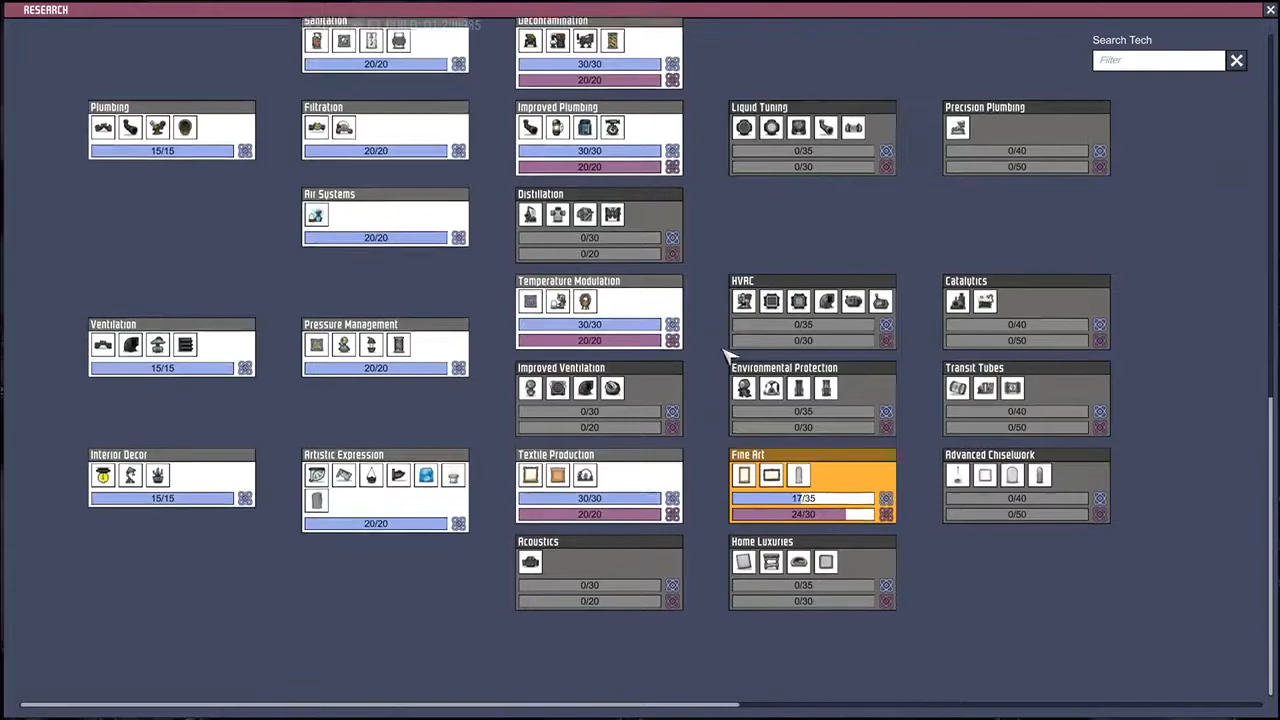 RESEARCH
Sanitation
Decontamination
Search Tech
Filter
20/20
30/30
20/20
Plumbing
Filtration
Improved Plumbing
Liquid Tuning
Precision Plumbing
15/15
20/20
30/30
0/35
0/40
20/20
0/30
0/50
Air Systems
Distillation
20/20
0/30
0/20
Temperature Modulation
HVAC
Catalytics
Ventilation
Pressure Management
30/30
0/35
0/40
20/20
0/30
0/50
15/15
20/20
Improved Ventilation
Environmental Protection
Transit Tubes
0/30
0/35
0/40
0/20
0/30
0/50
Interior Decor
Artistic Expression
Textile Production
Fine Art
Advanced Chiselwork
15/15
20/20
30/30
17/35
0/40
20/20
24/30
0/50
Acoustics
Home Luxuries
0/30
0/35
0/20
0/30